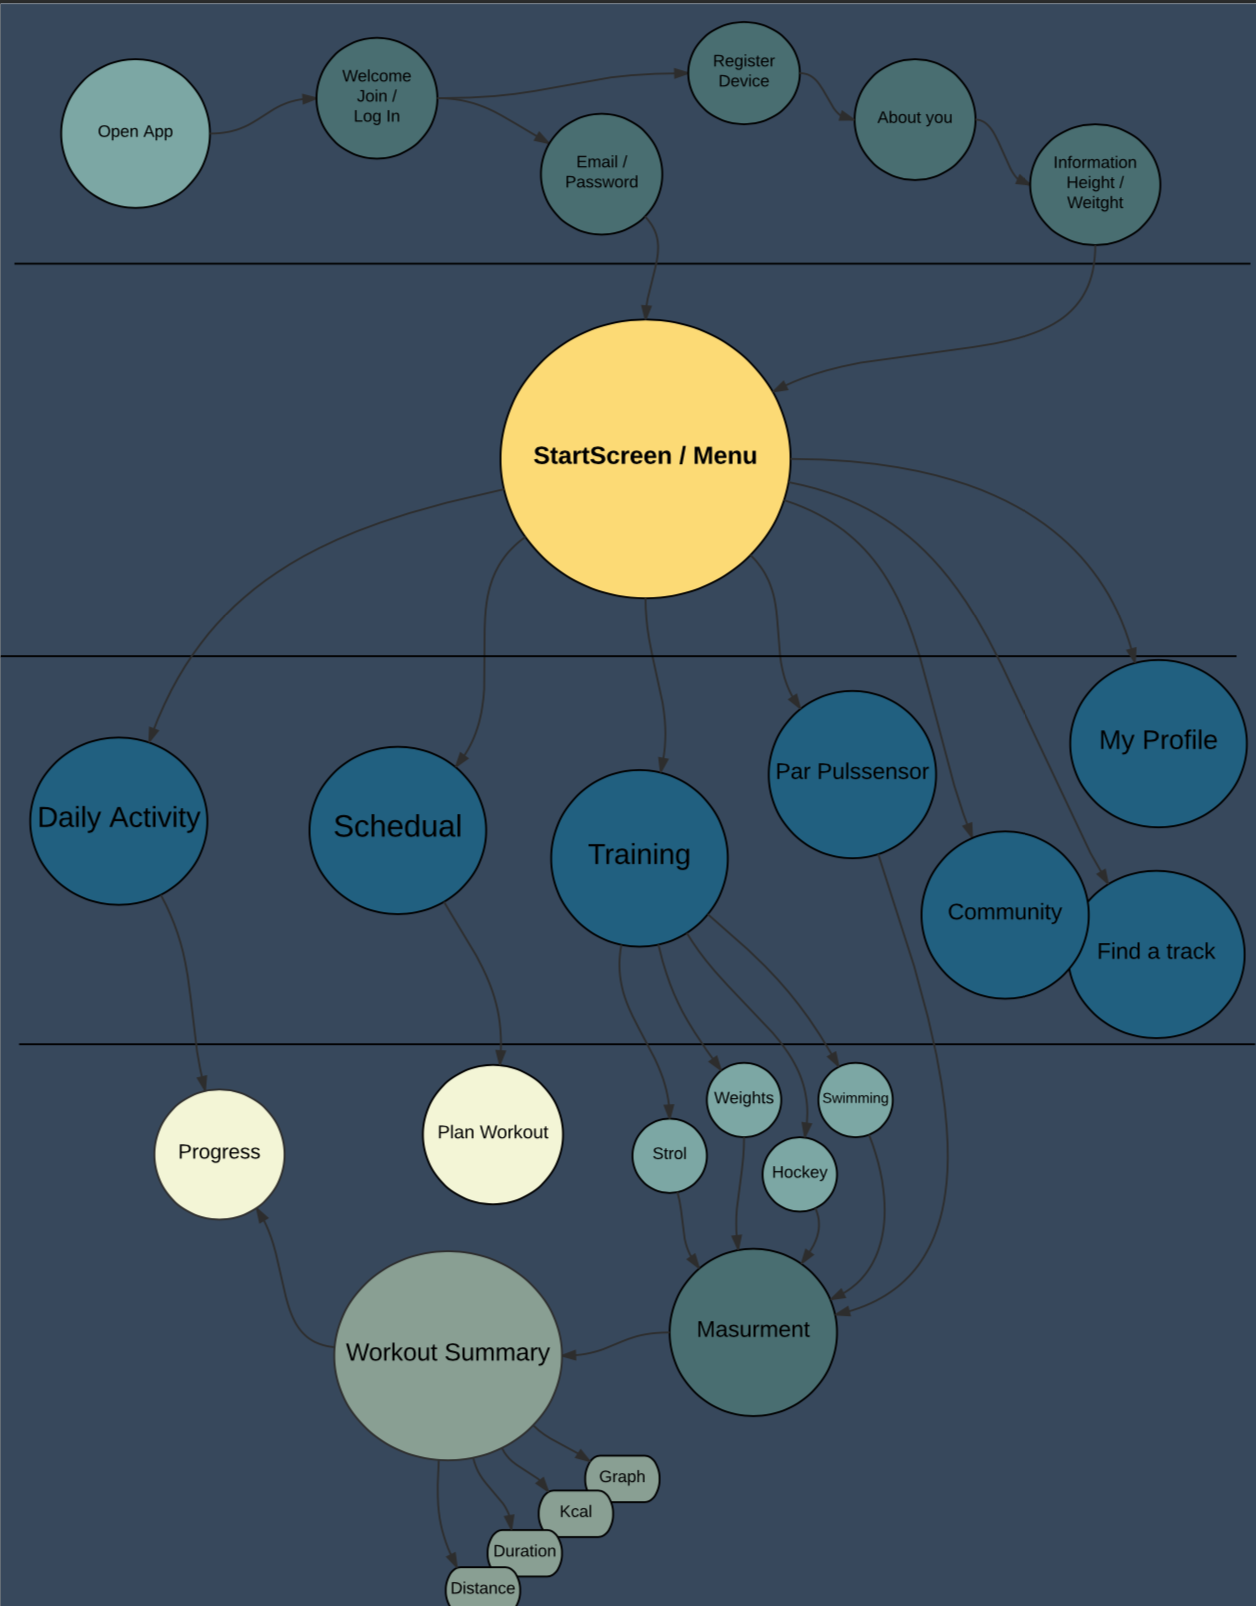 Open App
Welcome
Join /
Log In
Register
Device
About you
Email /
Password
Information
Height /
Weitght
StartScreen / Menu
My Profile
Par Pulssensor
Daily Activity
Schedual
Training
Community
Find a track
Weights
Swimming
Plan Workout
Progress
Strol
Hockey
Masurment
Workout Summary
Graph
Kcal
Duration
Distance